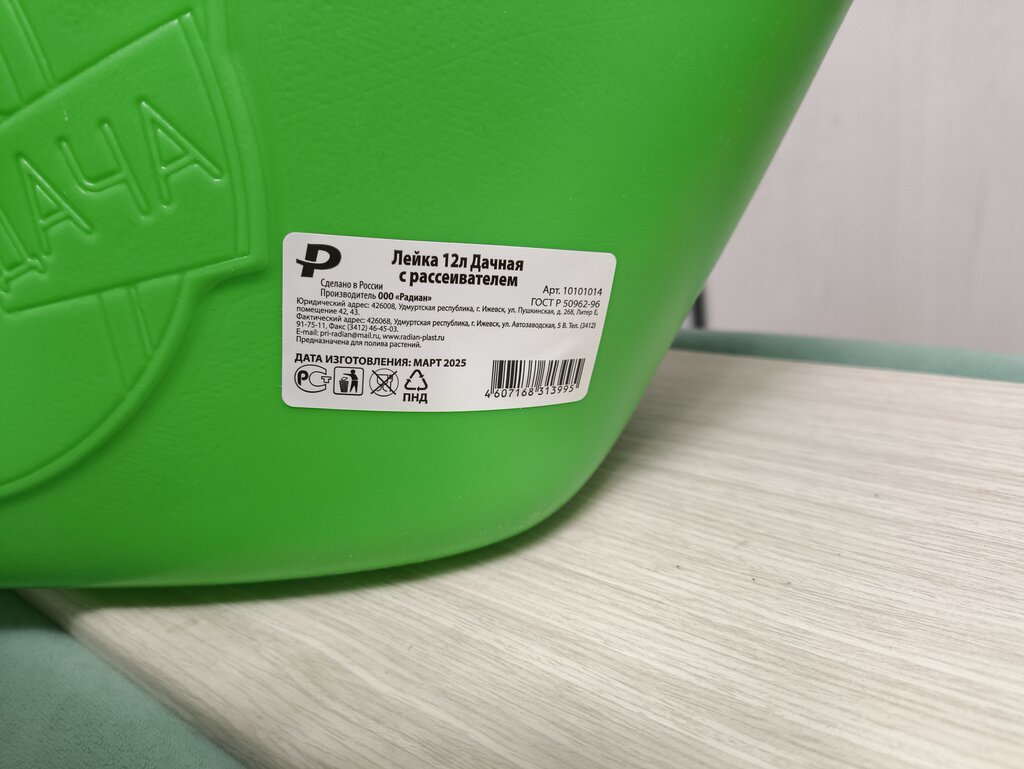 ДАЧА
Лейка 12л Дачная
с рассеивателем
Сделано в России
Арт. 10101014
Производитель ООО «Радиан»
ГОСТ Р 50962-96
Юридический адрес: 426008, Удмуртская республика, г. Ижевск, ул. Пушкинская, д. 268, Литер Е,
помещение 42, 43.
Фактический адрес: 426068, Удмуртская республика, г. Ижевск, ул. Автозаводская, 5 В. Тел. (3412)
91-75-11, Факс (3412) 46-45-03.
E-mail: pri-radian@mail.ru, www.radian-plast.ru
Предназначена для полива растений.
ДАТА ИЗГОТОВЛЕНИЯ: МАРТ 2025
РСТ
2
ПНД
4 607168 313995